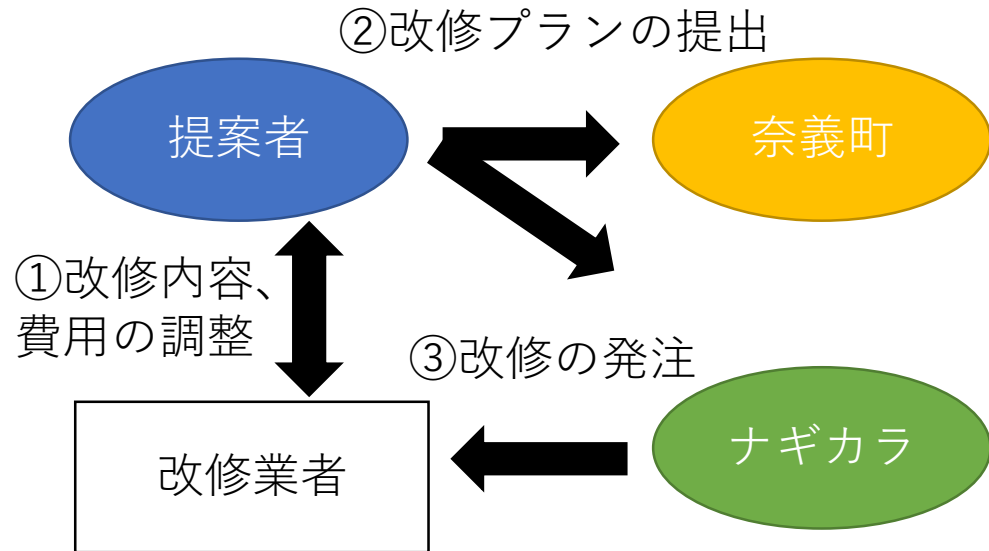 ②改修プランの提出
提案者
奈義町
①改修内容、
費用の調整
③改修の発注
改修業者
ナギカラ